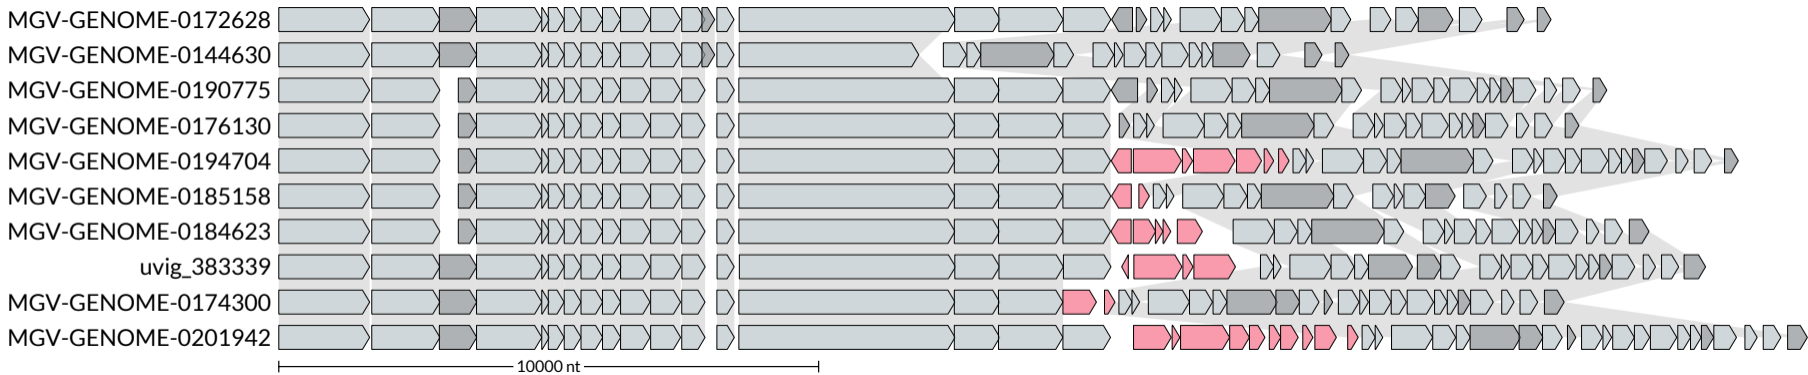 MGV-GENOME-0172628
MGV-GENOME-0144630
MGV-GENOME-0190775
MGV-GENOME-0176130
MGV-GENOME-0194704
MGV-GENOME-0185158
MGV-GENOME-0184623
uvig_383339
MGV-GENOME-0174300
MGV-GENOME-0201942
10000 nt